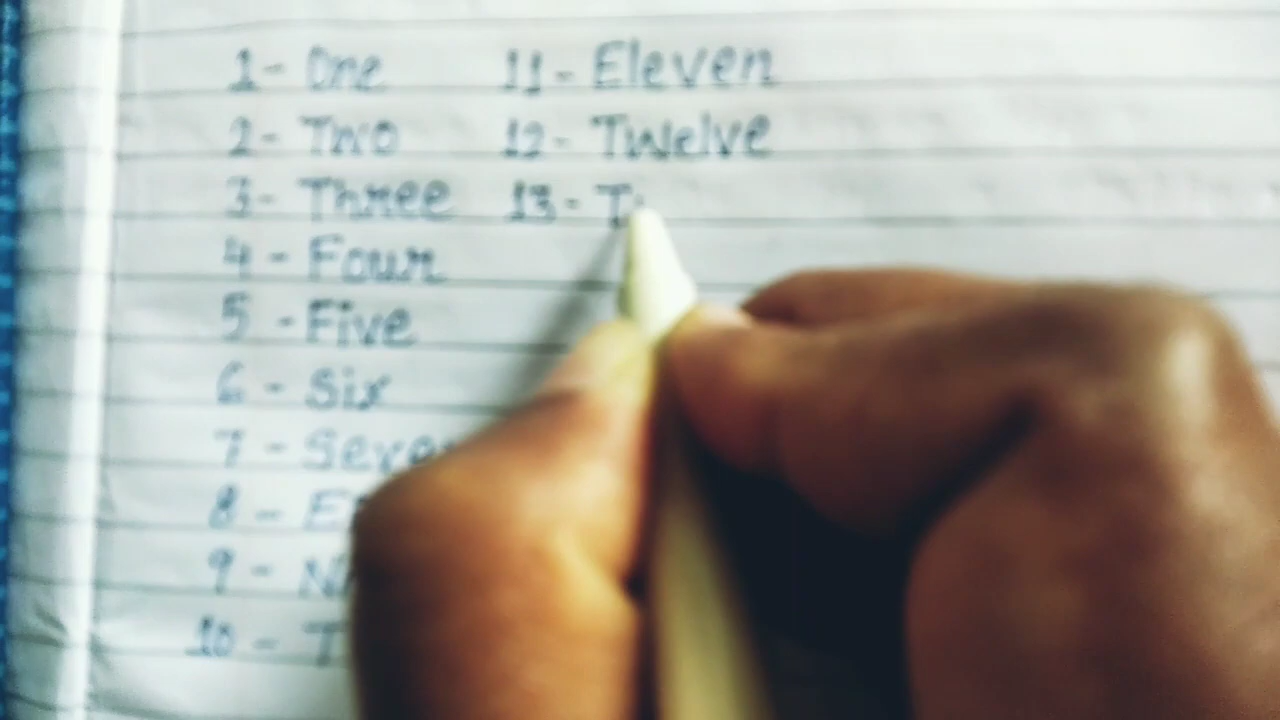 1 - One
2 - Two
3 - Three
4 - Four
5 - Five
6 - Six
7 -
8 -
9 -
10 -
11 - Eleven
12 - Twelve
13 -